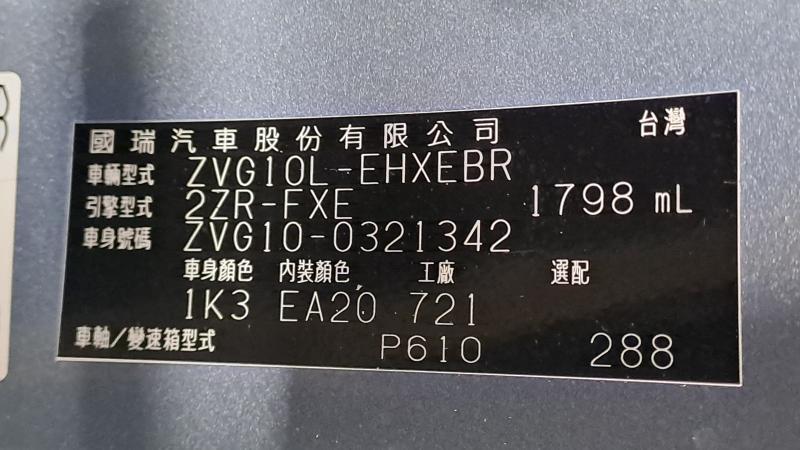 國瑞汽車股份有限公司 台灣
車輛型式 ZVG10L-EHXEBR
引擎型式 2ZR-FXE 1798 mL
車身號碼 ZVG10-0321342
車身顏色 內裝顏色 工廠 選配
1K3 EA20 721
車軸/變速箱型式 P610 288